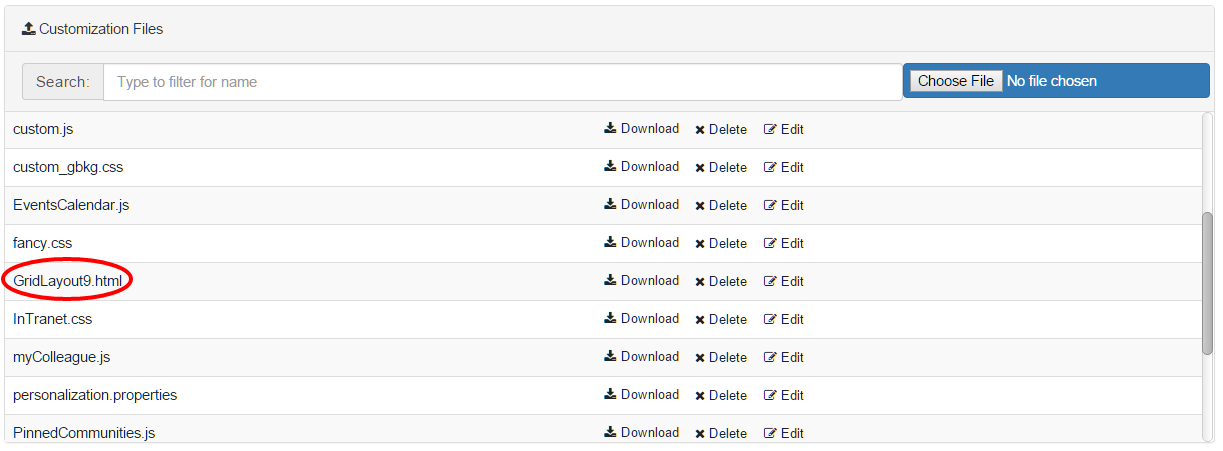 Customization Files
Search: Type to filter for name Choose File No file chosen
custom.js Download Delete Edit
custom_gbkg.css Download Delete Edit
EventsCalendar.js Download Delete Edit
fancy.css Download Delete Edit
GridLayout9.html Download Delete Edit
InTranet.css Download Delete Edit
myColleague.js Download Delete Edit
personalization.properties Download Delete Edit
PinnedCommunities.js Download Delete Edit